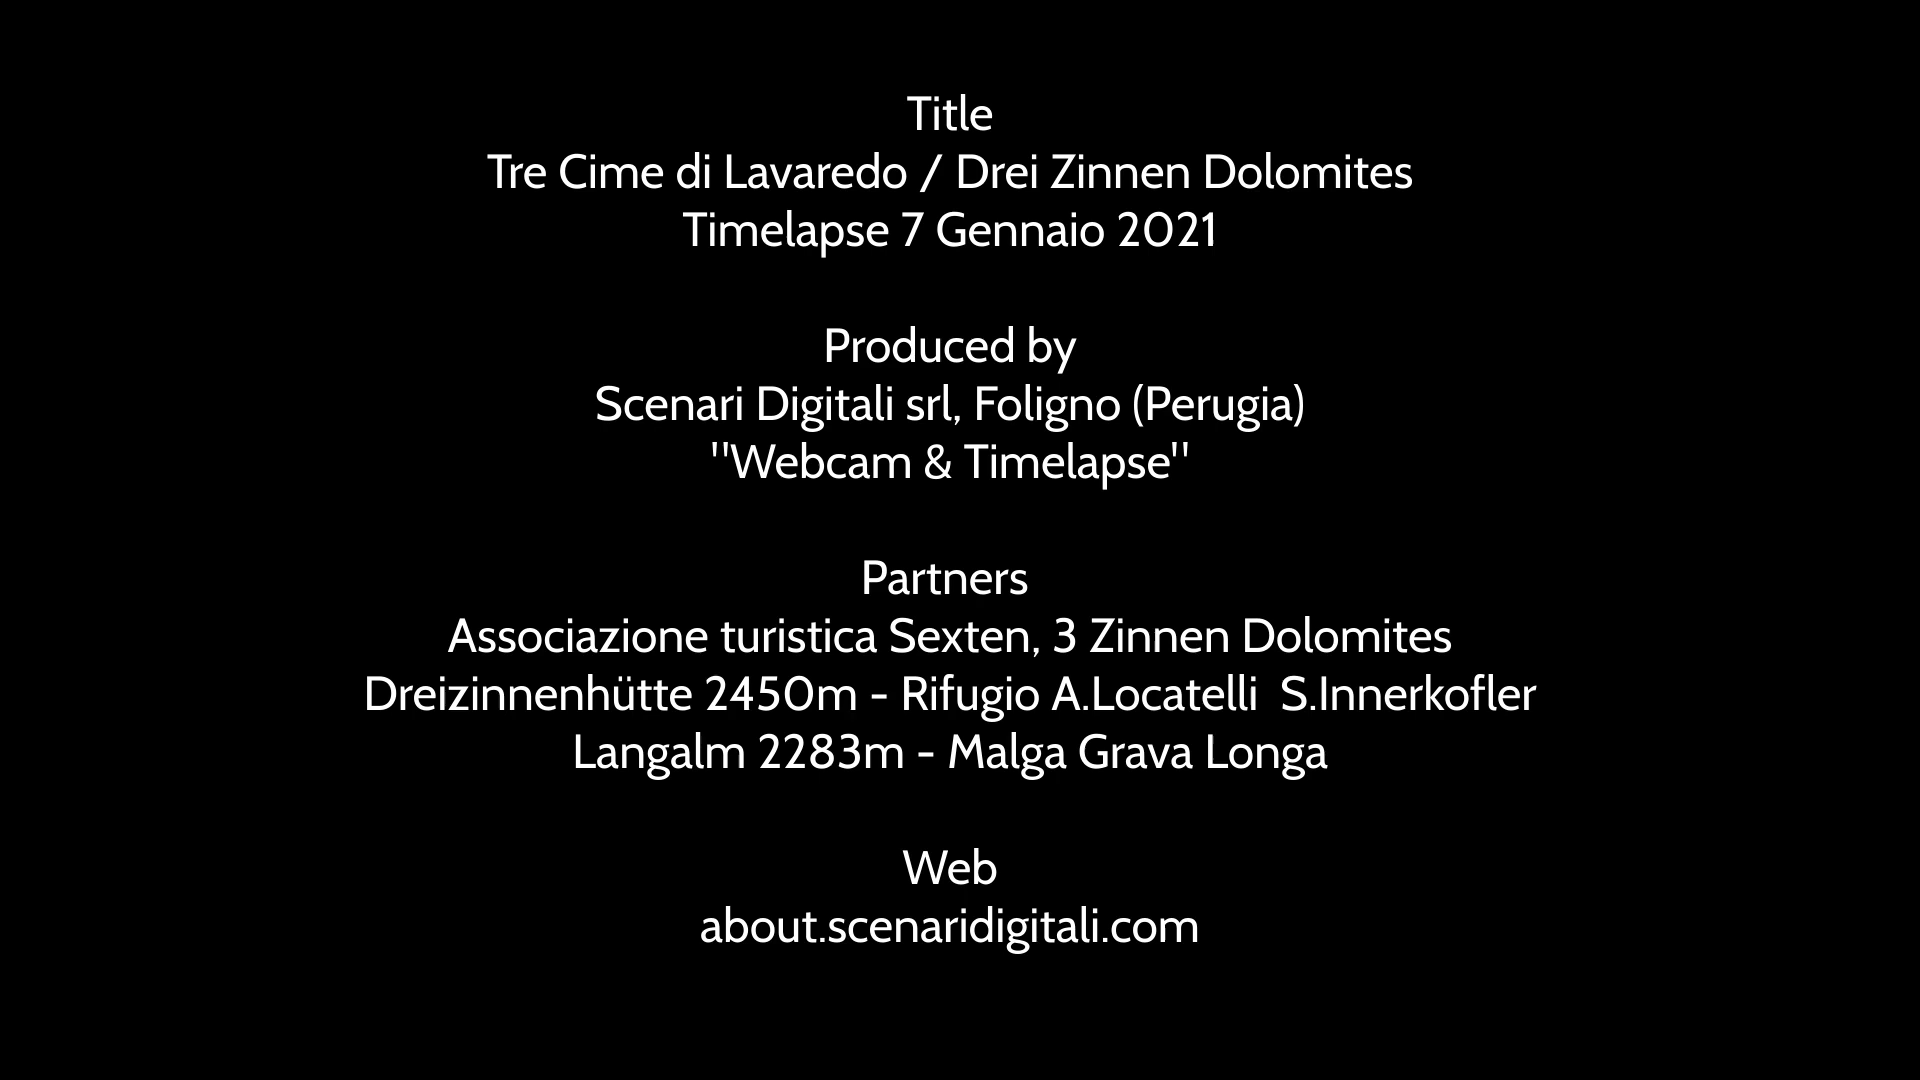 Title
Tre Cime di Lavaredo / Drei Zinnen Dolomites
Timelapse 7 Gennaio 2021
Produced by
Scenari Digitali srl, Foligno (Perugia)
"Webcam & Timelapse"
Partners
Associazione turistica Sexten, 3 Zinnen Dolomites
Dreizinnenhütte 2450m - Rifugio A.Locatelli  S.Innerkofler
Langalm 2283m - Malga Grava Longa
Web
about.scenaridigitali.com